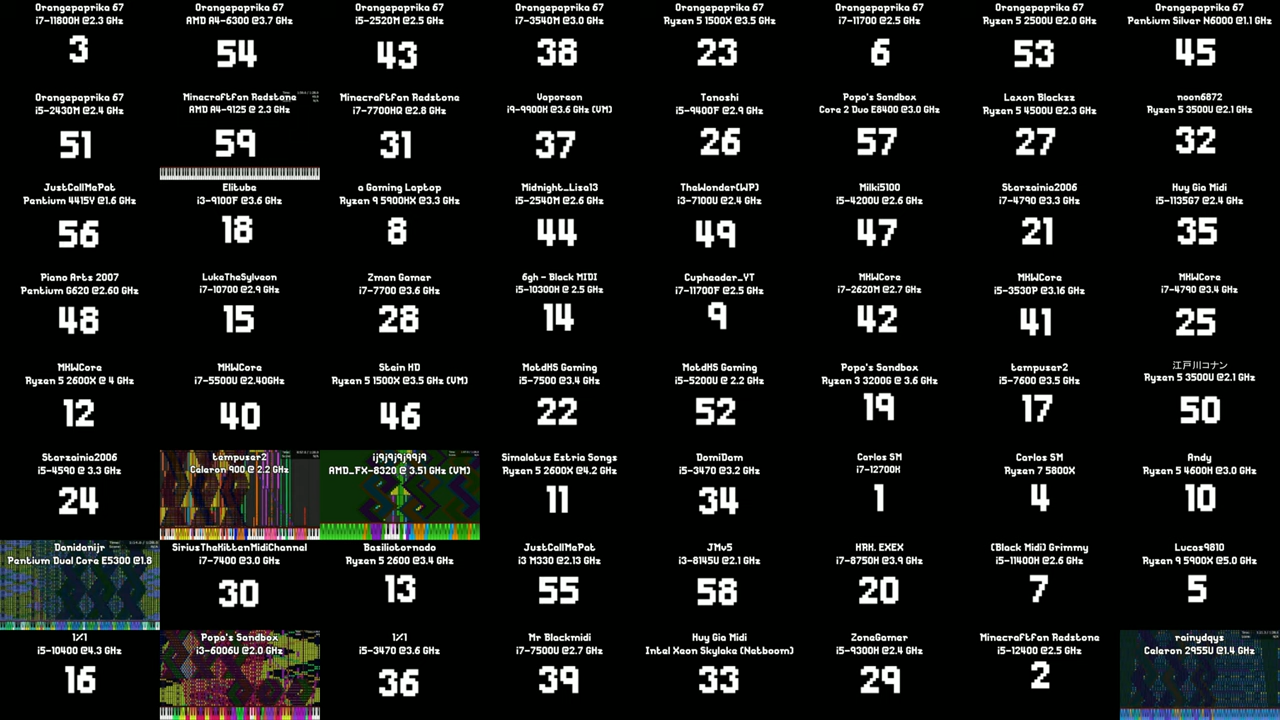 Orangepaprika 67
i7-11800H @2.3 GHz
3
Orangepaprika 67
AMD A4-6300 @3.7 GHz
54
Orangepaprika 67
i5-2520M @2.5 GHz
43
Orangepaprika 67
i7-3540M @3.0 GHz
38
Orangepaprika 67
Ryzen 5 1500X @3.5 GHz
23
Orangepaprika 67
i7-11700 @2.5 GHz
6
Orangepaprika 67
Ryzen 5 2500U @2.0 GHz
53
Orangepaprika 67
Pantium Silver N6000 @1.1 GHz
45
Orangepaprika 67
i5-2430M @2.4 GHz
51
Minecraftfan Redstone
AMD A4-9125 @ 2.3 GHz
59
Minecraftfan Redstone
i7-7700HQ @2.8 GHz
31
Vaporeon
i9-9900H @3.6 GHz (VM)
37
Tanoshi
i5-9400F @2.9 GHz
26
Popo's Sandbox
Core 2 Duo E8400 @3.0 GHz
57
Laxon Blackzz
Ryzen 5 4500U @2.3 GHz
27
noon6872
Ryzen 5 3500U @2.1 GHz
32
JustCallMePat
Pentium 4415Y @1.6 GHz
56
Elituba
i3-9100F @3.6 GHz
18
a Gaming Laptop
Ryzen 9 5900HX @3.3 GHz
8
Midnight_Lisa13
i5-2540M @2.6 GHz
44
TheWonder(WP)
i3-7100U @2.4 GHz
49
Milki5100
i5-4200U @2.6 GHz
47
Starzainia2006
i7-4790 @3.3 GHz
21
Huy Gia Midi
i5-1135G7 @2.4 GHz
35
Piano Arts 2007
Pentium G620 @2.60 GHz
48
LukeTheSylveon
i7-10700 @2.9 GHz
15
Zman Gamer
i7-7700 @3.6 GHz
28
6gh - Black MIDI
i5-10300H @ 2.5 GHz
14
Cupheader_YT
i7-11700F @2.5 GHz
9
MKWCore
i7-2620M @2.7 GHz
42
MKWCore
i5-3530P @3.16 GHz
41
MKWCore
i7-4790 @3.4 GHz
25
MKWCore
Ryzen 5 2600X @ 4 GHz
12
MKWCore
i7-5500U @2.40GHz
40
Stein HD
Ryzen 5 1500X @3.5 GHz (VM)
46
MotdHS Gaming
i5-7500 @3.4 GHz
22
MotdHS Gaming
i5-5200U @ 2.2 GHz
52
Popo's Sandbox
Ryzen 3 3200G @ 3.6 GHz
19
tempuser2
i5-7600 @3.5 GHz
17
江戸川コナン
Ryzen 5 3500U @2.1 GHz
50
Starzainia2006
i5-4590 @ 3.3 GHz
24
tempuser2
Celeron 900 @ 2.2 GHz
ij9j9j9j99j9
AMD_FX-8320 @ 3.51 GHz (VM)
Simalatus Estria Songs
Ryzen 5 2600X @4.2 GHz
11
DomiDam
i5-3470 @3.2 GHz
34
Carlos SM
i7-12700H
1
Carlos SM
Ryzen 7 5800X
4
Andy
Ryzen 5 4600H @3.0 GHz
10
Danidanijr
Pentium Dual Core E5300 @1.8
SiriusTheKittenMidiChannel
i7-7400 @3.0 GHz
30
Basiliotornado
Ryzen 5 2600 @3.4 GHz
13
JustCallMePat
i3 M330 @2.13 GHz
55
JMv5
i3-8145U @2.1 GHz
58
HRH. EXEX
i7-8750H @3.9 GHz
20
(Black Midi) Grimmy
i5-11400H @2.6 GHz
7
Lucas9810
Ryzen 9 5900X @5.0 GHz
5
1%1
i5-10400 @4.3 GHz
16
Popo's Sandbox
i3-6006U @2.0 GHz
1%1
i5-3470 @3.6 GHz
36
Mr Blackmidi
i7-7500U @2.7 GHz
39
Huy Gia Midi
Intel Xeon Skylake (Netboom)
33
ZoneGamer
i5-9300H @2.4 GHz
29
Minecraftfan Redstone
i5-12400 @2.5 GHz
2
rainydqys
Celeron 2955U @1.4 GHz